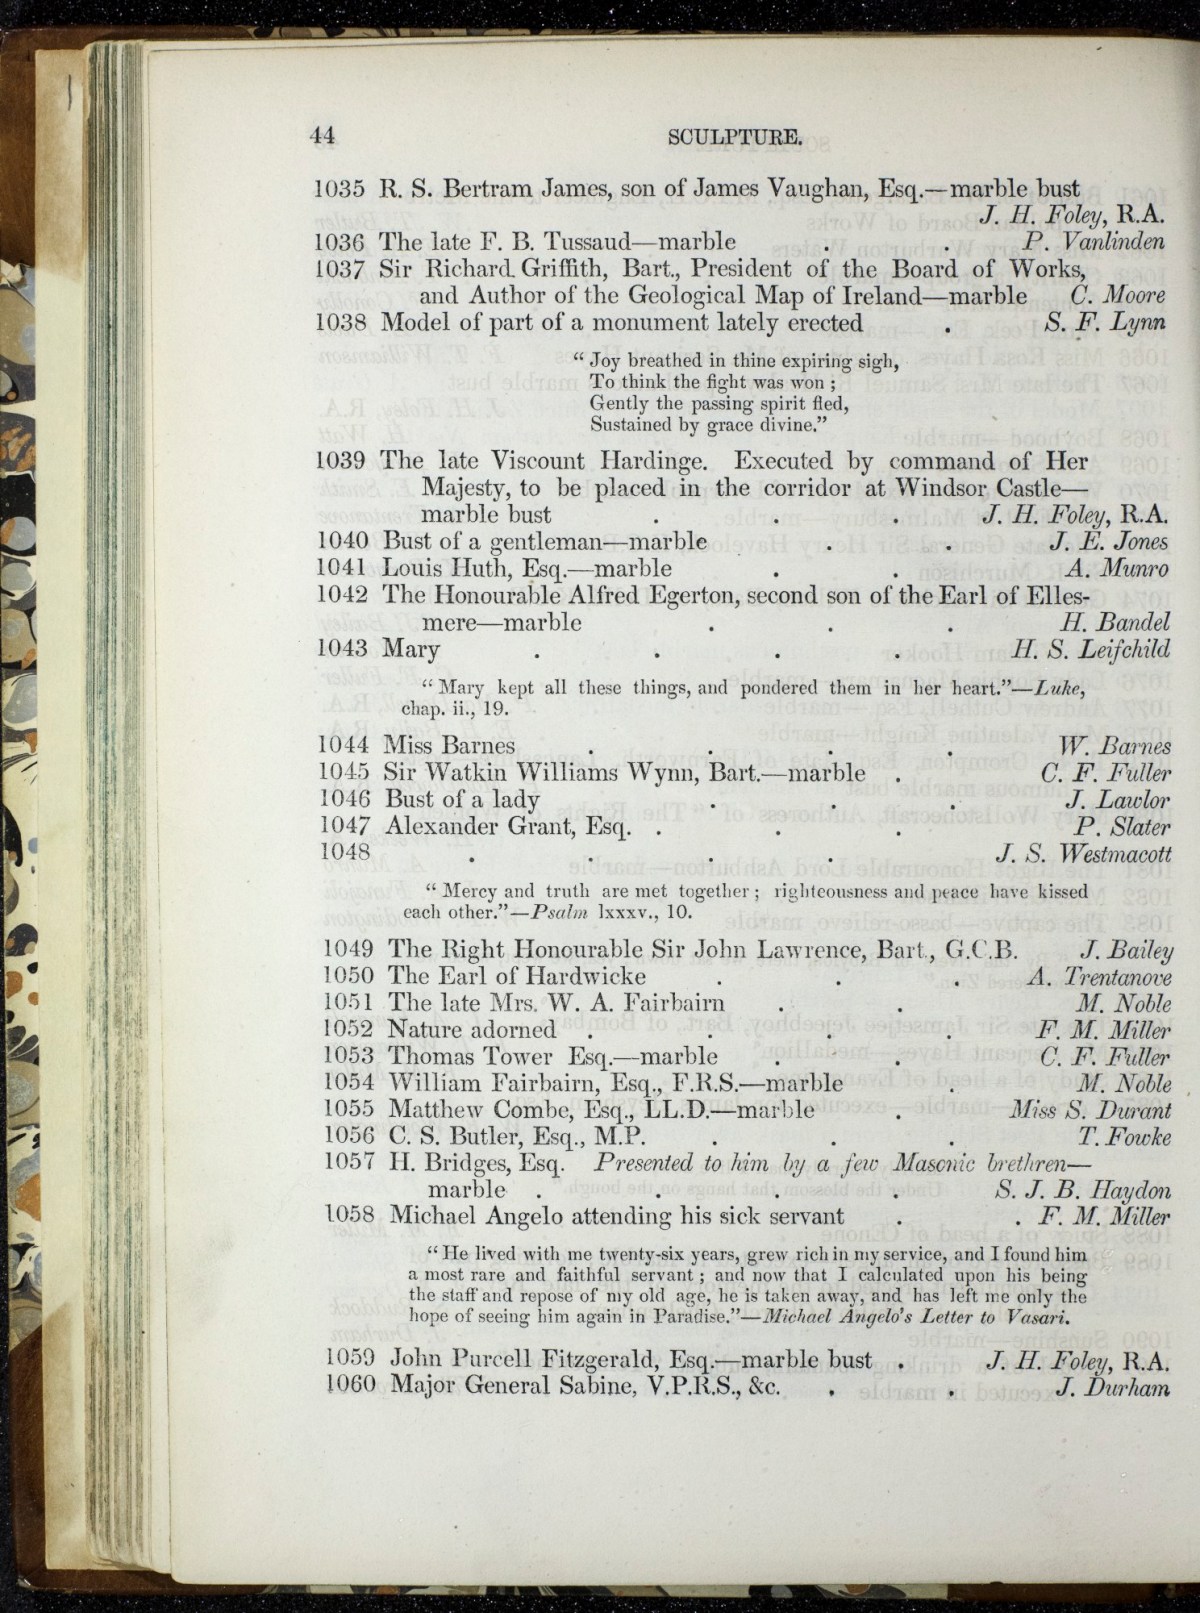 44 SCULPTURE.
1035 R. S. Bertram James, son of James Vaughan, Esq.—marble bust
J. H. Foley, R.A.
1036 The late F. B. Tussaud—marble . . P. Vanlinden
1037 Sir Richard Griffith, Bart., President of the Board of Works,
and Author of the Geological Map of Ireland—marble C. Moore
1038 Model of part of a monument lately erected . S. F. Lynn
“ Joy breathed in thine expiring sigh,
To think the fight was won ;
Gently the passing spirit fled,
Sustained by grace divine.”
1039 The late Viscount Hardinge. Executed by command of Her
Majesty, to be placed in the corridor at Windsor Castle—
marble bust . . . J. H. Foley, R.A.
1040 Bust of a gentleman—marble . . J. E. Jones
1041 Louis Huth, Esq.—marble . . A. Munro
1042 The Honourable Alfred Egerton, second son of the Earl of Elles-
mere—marble . . . H. Bandel
1043 Mary . . . . H. S. Leifchild
“ Mary kept all these things, and pondered them in her heart.”—Luke,
chap. ii., 19.
1044 Miss Barnes . . . . W. Barnes
1045 Sir Watkin Williams Wynn, Bart.—marble . C. F. Fuller
1046 Bust of a lady . . . J. Lawlor
1047 Alexander Grant, Esq. . . . P. Slater
1048 . . . . J. S. Westmacott
“ Mercy and truth are met together ; righteousness and peace have kissed
each other.”—Psalm lxxxv., 10.
1049 The Right Honourable Sir John Lawrence, Bart., G.C.B. J. Bailey
1050 The Earl of Hardwicke . . . A. Trentanove
1051 The late Mrs. W. A. Fairbairn . . M. Noble
1052 Nature adorned . . . . F. M. Miller
1053 Thomas Tower Esq.—marble . . C. F. Fuller
1054 William Fairbairn, Esq., F.R.S.—marble . M. Noble
1055 Matthew Combe, Esq., LL.D.—marble . Miss S. Durant
1056 C. S. Butler, Esq., M.P. . . . T. Fowke
1057 H. Bridges, Esq. Presented to him by a few Masonic brethren—
marble . . . . S. J. B. Haydon
1058 Michael Angelo attending his sick servant . . F. M. Miller
“ He lived with me twenty-six years, grew rich in my service, and I found him
a most rare and faithful servant ; and now that I calculated upon his being
the staff and repose of my old age, he is taken away, and has left me only the
hope of seeing him again in Paradise.”—Michael Angelo’s Letter to Vasari.
1059 John Purcell Fitzgerald, Esq.—marble bust . J. H. Foley, R.A.
1060 Major General Sabine, V.P.R.S., &c. . . J. Durham